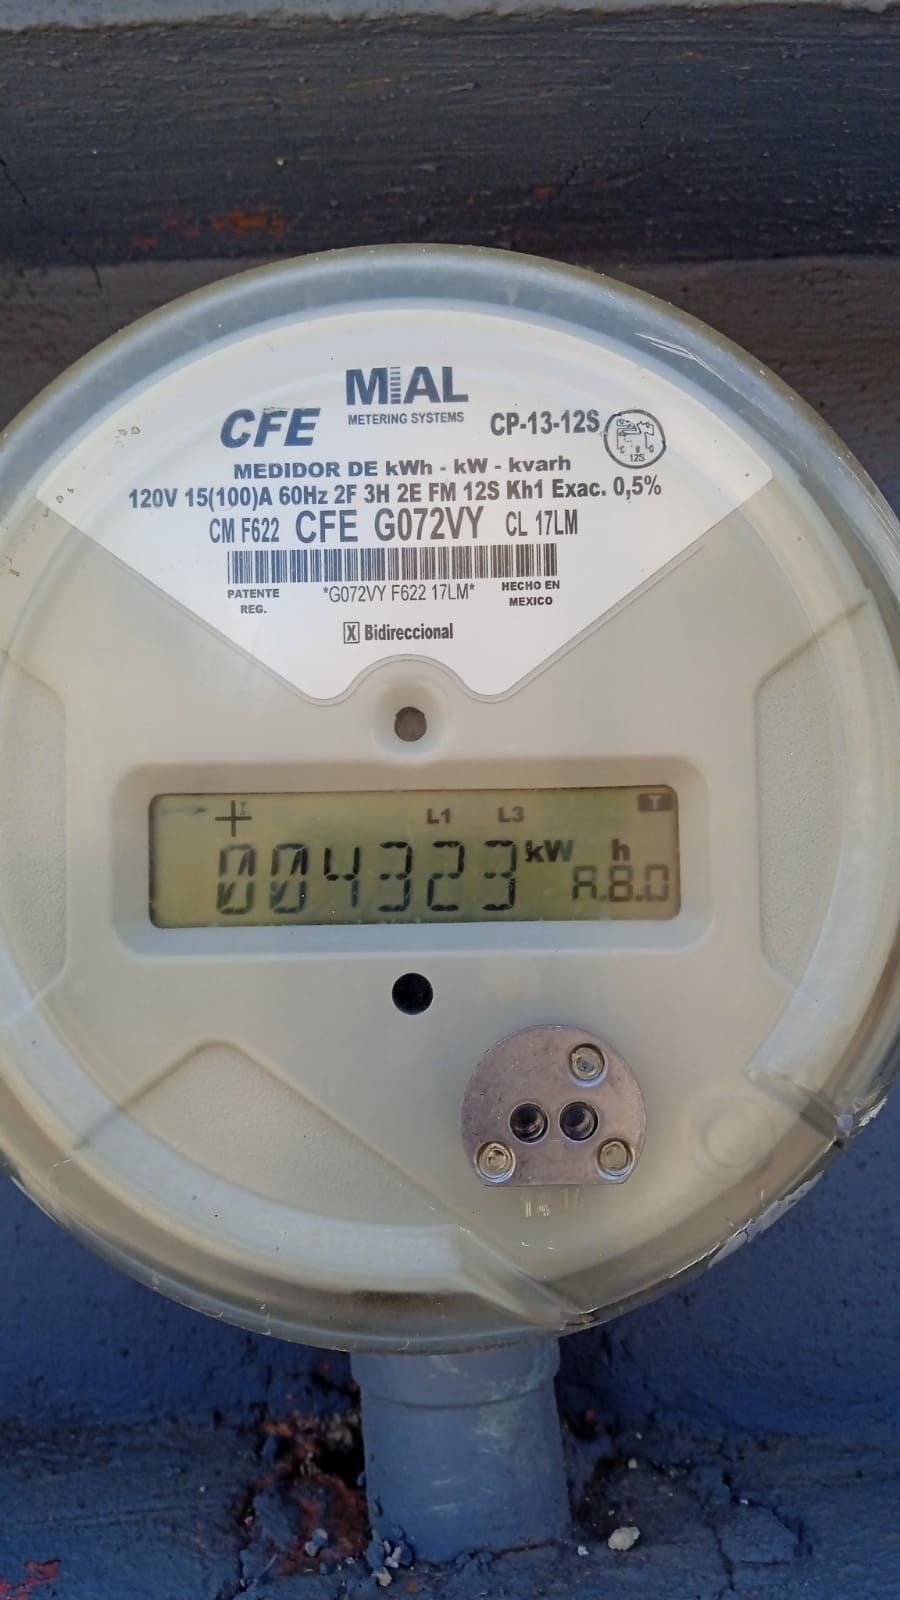 MIAL
METERING SYSTEMS
CFE
CP-13-12S
12S
MEDIDOR DE kWh - kW - kvarh
120V 15(100)A 60Hz 2F 3H 2E FM 12S Kh1 Exac. 0,5%
CM F622 CFE G072VY CL 17LM
PATENTE REG.
*G072VY F622 17LM*
HECHO EN MEXICO
X Bidireccional
L1 L3 T
004323 kW h A.8.0